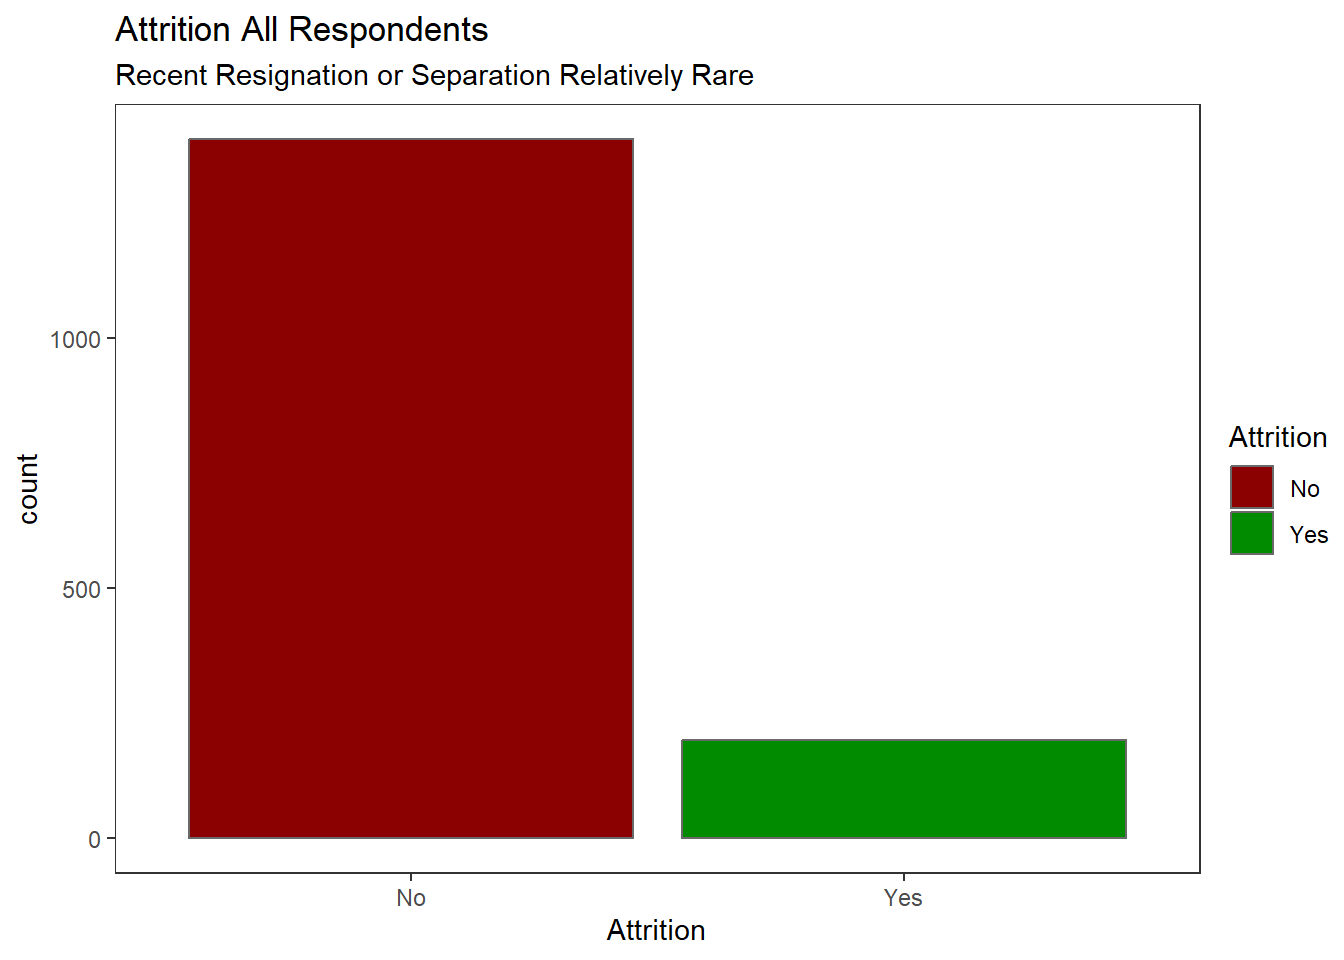 Attrition All Respondents
Recent Resignation or Separation Relatively Rare
count
1000
500
0
No
Yes
Attrition
Attrition
No
Yes